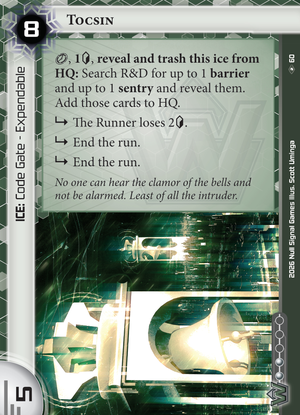 8
Tocsin
, 1, reveal and trash this ice from
HQ: Search R&D for up to 1 barrier
and up to 1 sentry and reveal them.
Add those cards to HQ.
The Runner loses 2.
End the run.
End the run.
No one can hear the clamor of the bells and
not be alarmed. Least of all the intruder.
ICE: Code Gate - Expendable
5
2026 Null Signal Games Illus. Scott Uminga
60